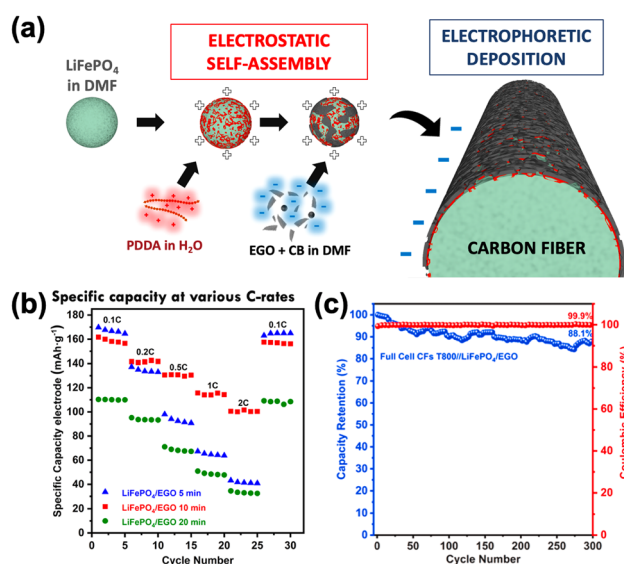 (a)
LiFePO₄
in DMF
ELECTROSTATIC
SELF-ASSEMBLY
ELECTROPHORETIC
DEPOSITION
PDDA in H₂O
EGO + CB in DMF
CARBON FIBER
(b)
Specific capacity at various C-rates
Specific Capacity electrode (mAh·g⁻¹)
180
160
140
120
100
80
60
40
20
0
0.1C
0.2C
0.5C
1C
2C
0.1C
LiFePO₄/EGO 5 min
LiFePO₄/EGO 10 min
LiFePO₄/EGO 20 min
0 5 10 15 20 25 30
Cycle Number
(c)
Capacity Retention (%)
100
90
80
70
60
50
40
30
20
10
0
99.9%
88.1%
Full Cell CFs T800//LiFePO₄/EGO
100
80
60
40
20
0
Coulombic Efficiency (%)
0 50 100 150 200 250 300
Cycle Number